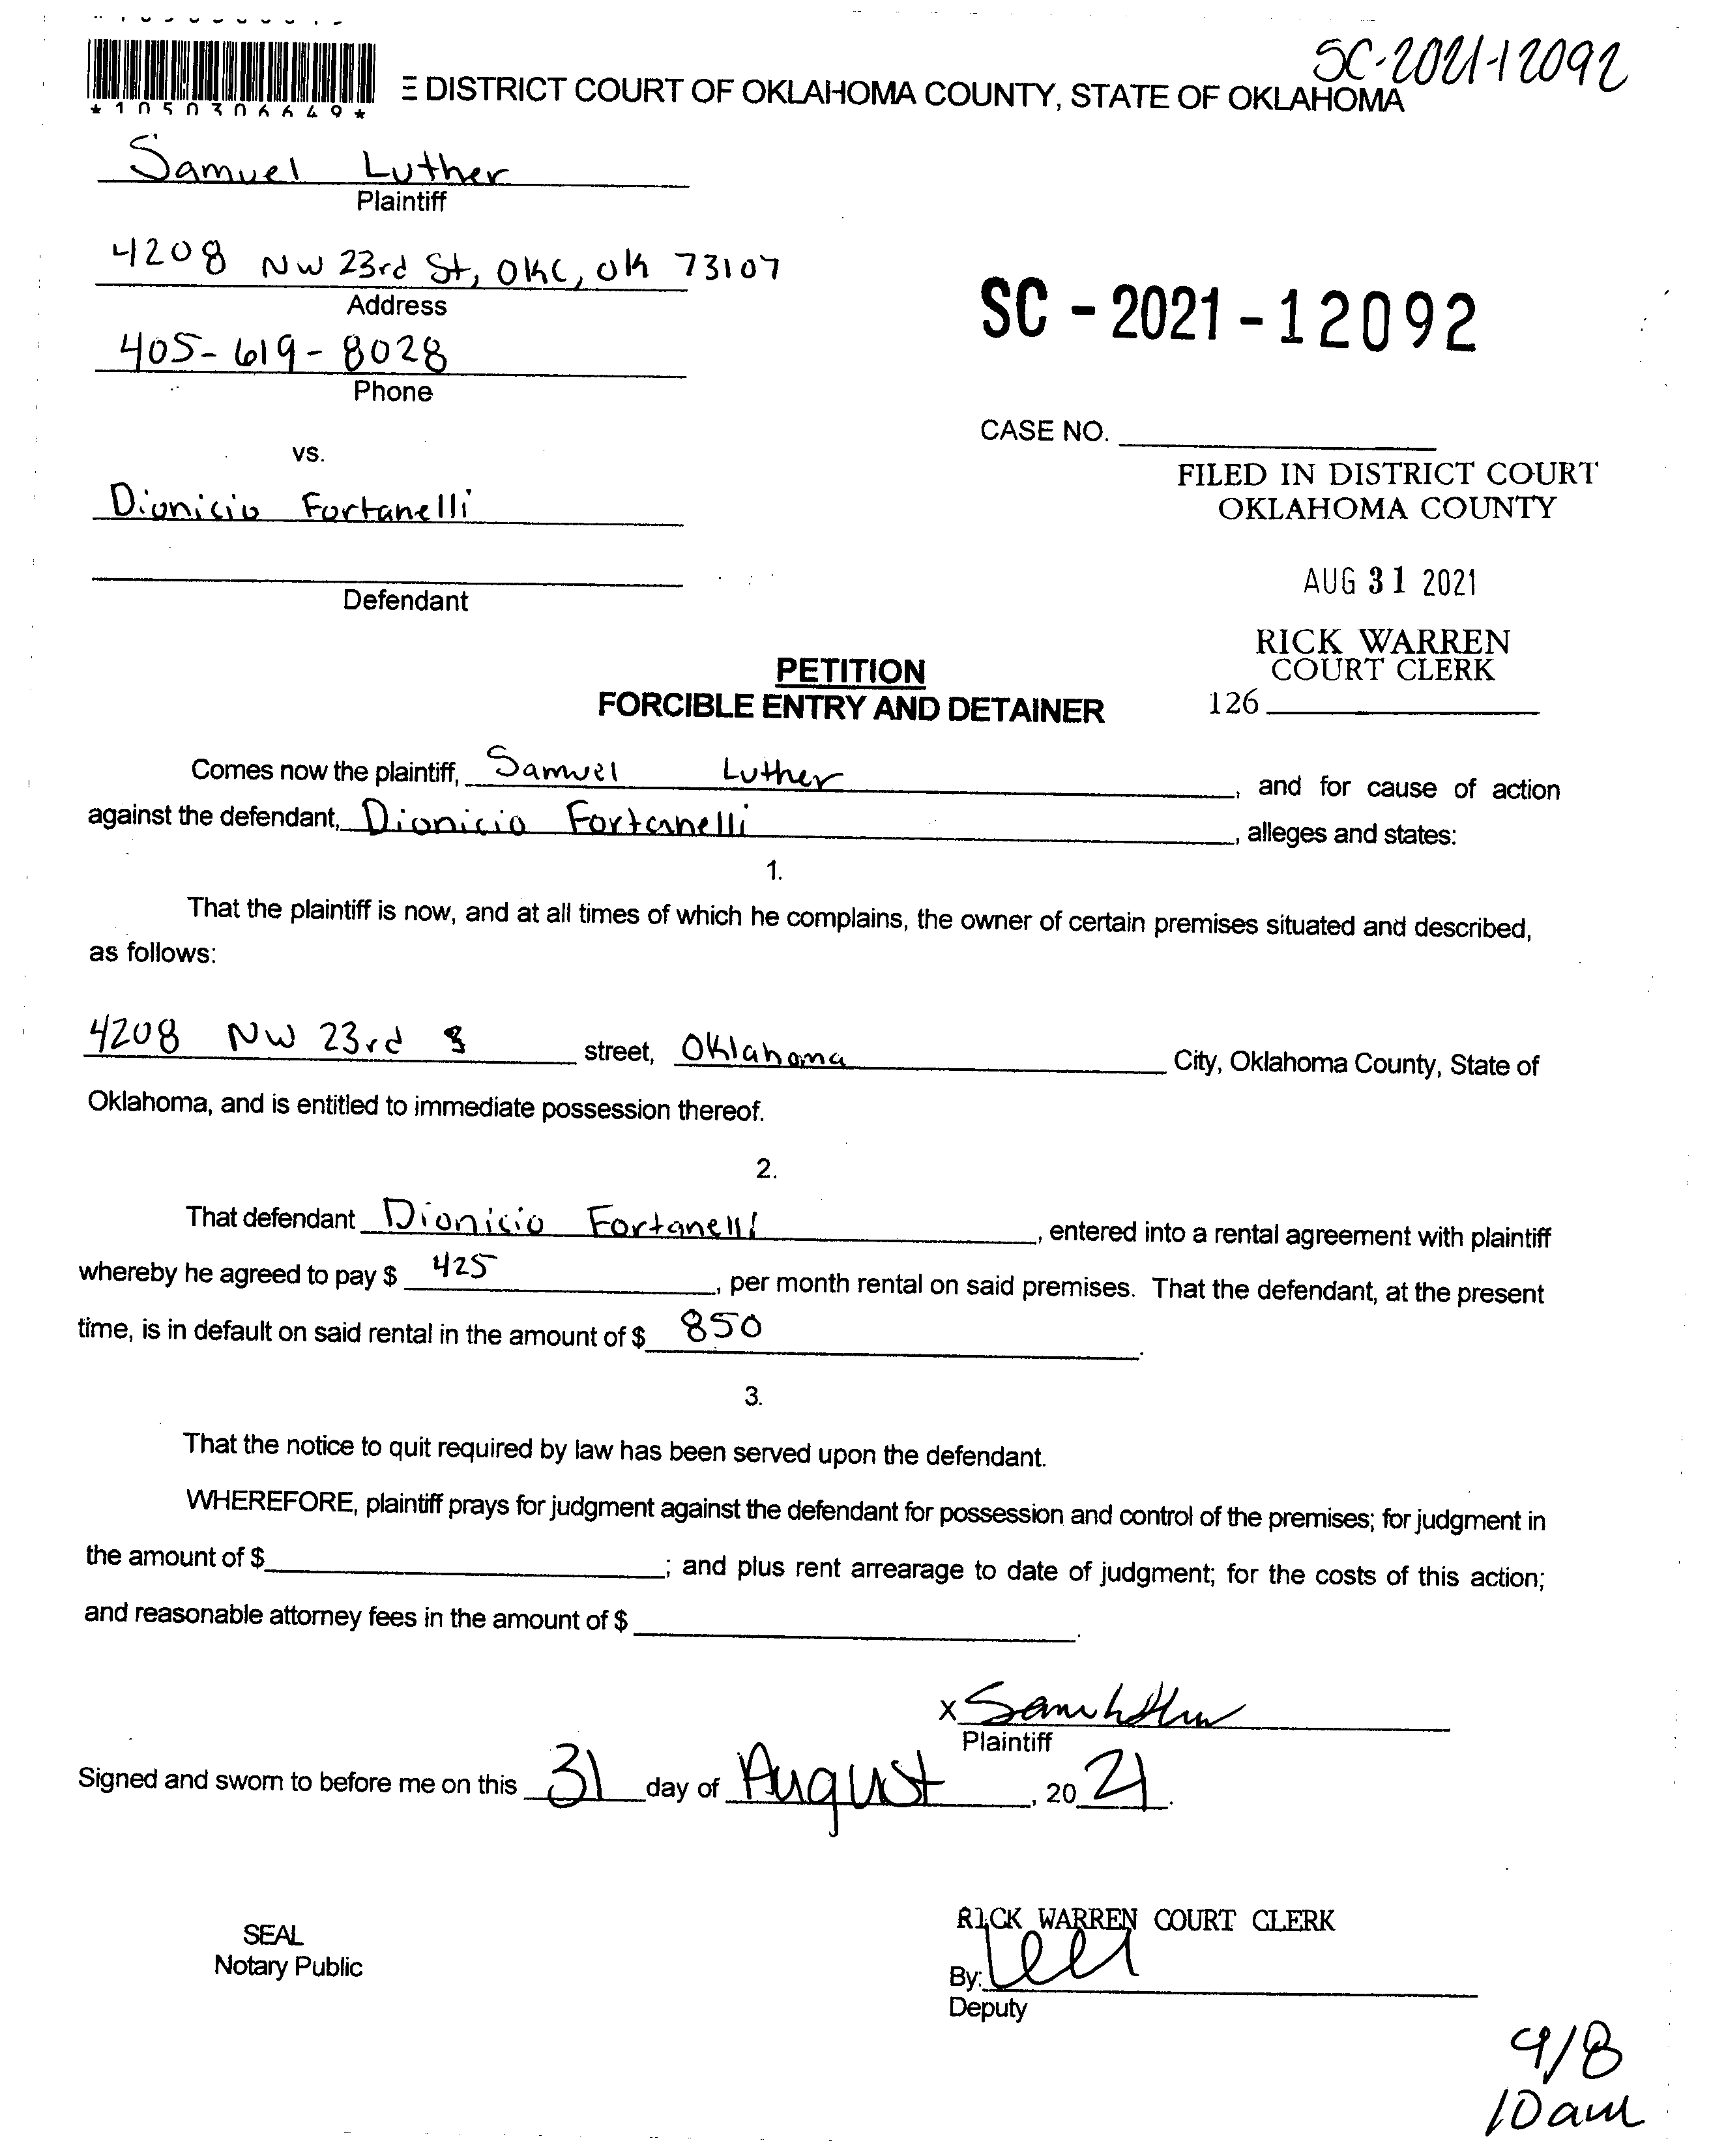 SC-2021-12092
*1050306649*
E DISTRICT COURT OF OKLAHOMA COUNTY, STATE OF OKLAHOMA
Samuel Luther
Plaintiff
4208 NW 23rd St, OKC, OK 73107
Address
405-619-8028
Phone
SC - 2021 - 12092
CASE NO.
vs.
Dionicio Fortanelli
Defendant
FILED IN DISTRICT COURT
OKLAHOMA COUNTY
AUG 31 2021
RICK WARREN
COURT CLERK
126
PETITION
FORCIBLE ENTRY AND DETAINER
Comes now the plaintiff, Samuel Luther, and for cause of action
against the defendant, Dionicio Fortanelli, alleges and states:
1.
That the plaintiff is now, and at all times of which he complains, the owner of certain premises situated and described,
as follows:
4208 NW 23rd street, Oklahoma City, Oklahoma County, State of
Oklahoma, and is entitled to immediate possession thereof.
2.
That defendant Dionicio Fortanelli, entered into a rental agreement with plaintiff
whereby he agreed to pay $ 425, per month rental on said premises. That the defendant, at the present
time, is in default on said rental in the amount of $ 850.
3.
That the notice to quit required by law has been served upon the defendant.
WHEREFORE, plaintiff prays for judgment against the defendant for possession and control of the premises; for judgment in
the amount of $ ; and plus rent arrearage to date of judgment; for the costs of this action;
and reasonable attorney fees in the amount of $ .
X Sam Luther
Plaintiff
Signed and sworn to before me on this 31 day of August, 2021.
SEAL
Notary Public
RICK WARREN COURT CLERK
By:
Deputy
9/8
10am